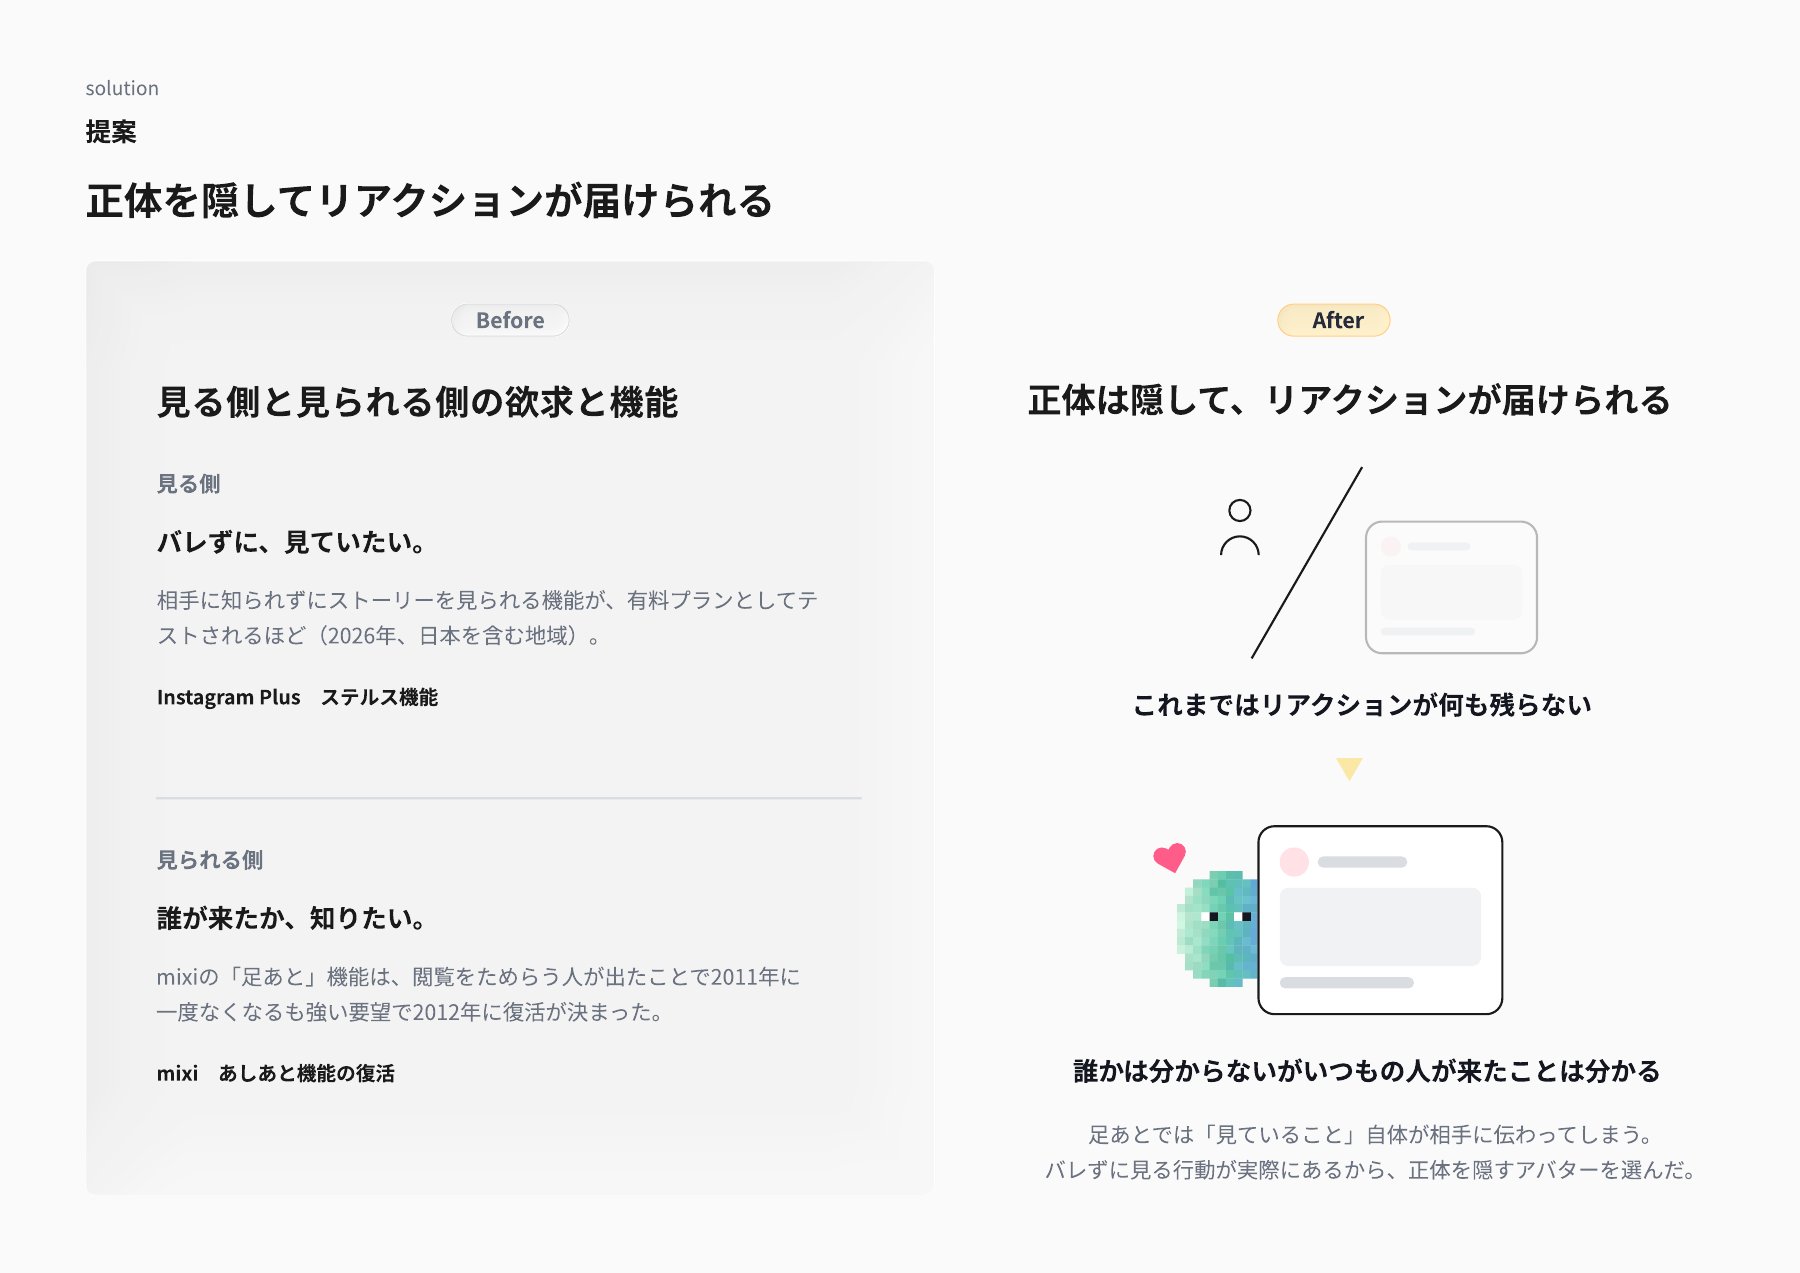 solution
提案
正体を隠してリアクションが届けられる
Before
見る側と見られる側の欲求と機能
見る側
バレずに、見ていたい。
相手に知られずにストーリーを見られる機能が、有料プランとしてテ
ストされるほど（2026年、日本を含む地域）。
Instagram Plus　ステルス機能
見られる側
誰が来たか、知りたい。
mixiの「足あと」機能は、閲覧をためらう人が出たことで2011年に
一度なくなるも強い要望で2012年に復活が決まった。
mixi　あしあと機能の復活
After
正体は隠して、リアクションが届けられる
これまではリアクションが何も残らない
誰かは分からないがいつもの人が来たことは分かる
足あとでは「見ていること」自体が相手に伝わってしまう。
バレずに見る行動が実際にあるから、正体を隠すアバターを選んだ。